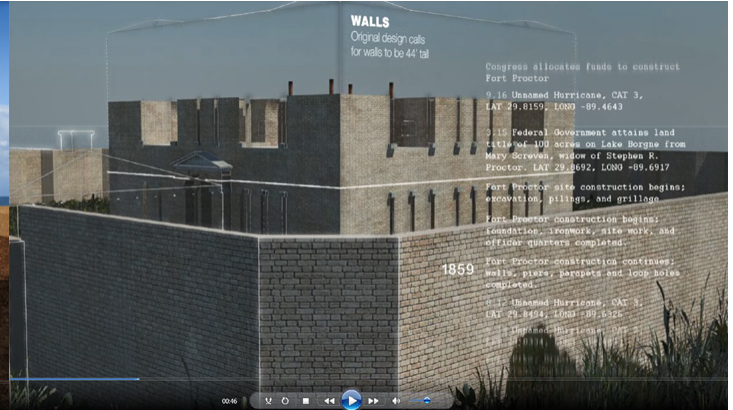 WALLS
Original design calls
for walls to be 44' tall
Congress allocates funds to construct
Fort Proctor
9.16 Unnamed Hurricane, CAT 3,
LAT 29.8159, LONG -89.4643
3.15 Federal Government attains land
title of 100 acres on Lake Borgne from
Mary Screven, widow of Stephen R.
Proctor. LAT 29.8692, LONG -89.6917
Fort Proctor site construction begins;
excavation, pilings, and grillage
Fort Proctor construction begins;
foundation, ironwork, site work, and
officer quarters completed.
1859
Fort Proctor construction continues;
walls, piers, parapets and loop holes
completed.
Unnamed Hurricane, CAT 3,
LAT 29.8494, LONG -89.6326
Unnamed Hurricane, CAT
00:46